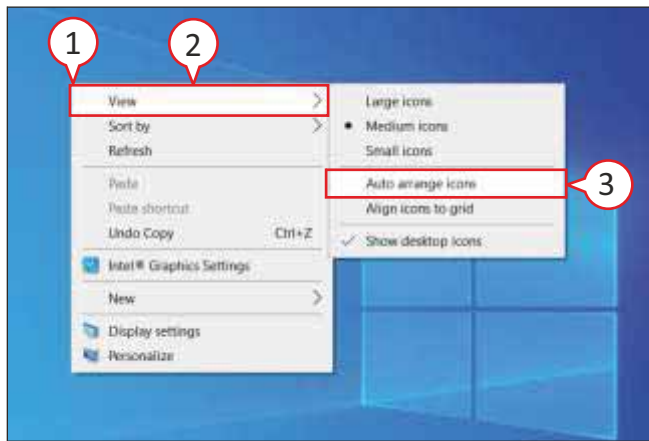 1
2
View
Sort by
Refresh
Paste
Paste shortcut
Undo Copy Ctrl+Z
Intel® Graphics Settings
New
Display settings
Personalize
Large icons
Medium icons
Small icons
Auto arrange icons
3
Align icons to grid
Show desktop icons